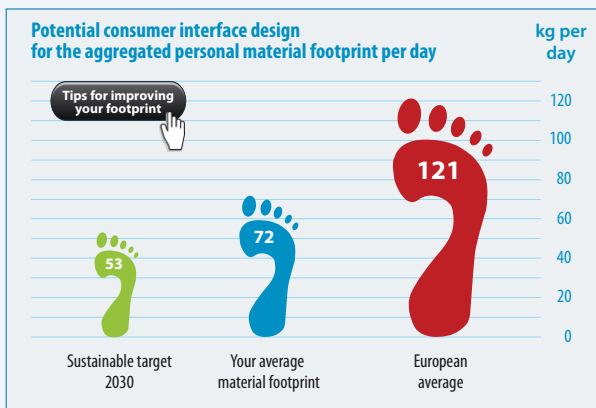 Potential consumer interface design
for the aggregated personal material footprint per day
kg per
day
Tips for improving
your footprint
120
100
80
60
40
20
0
53
72
121
Sustainable target
2030
Your average
material footprint
European
average